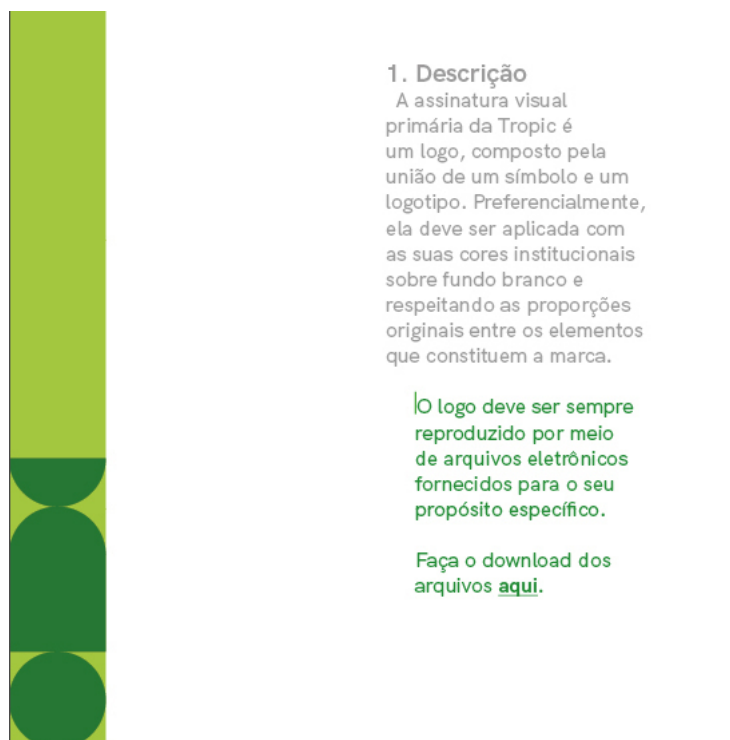 1. Descrição
A assinatura visual
primária da Tropic é
um logo, composto pela
união de um símbolo e um
logotipo. Preferencialmente,
ela deve ser aplicada com
as suas cores institucionais
sobre fundo branco e
respeitando as proporções
originais entre os elementos
que constituem a marca.
O logo deve ser sempre
reproduzido por meio
de arquivos eletrônicos
fornecidos para o seu
propósito específico.
Faça o download dos
arquivos aqui.